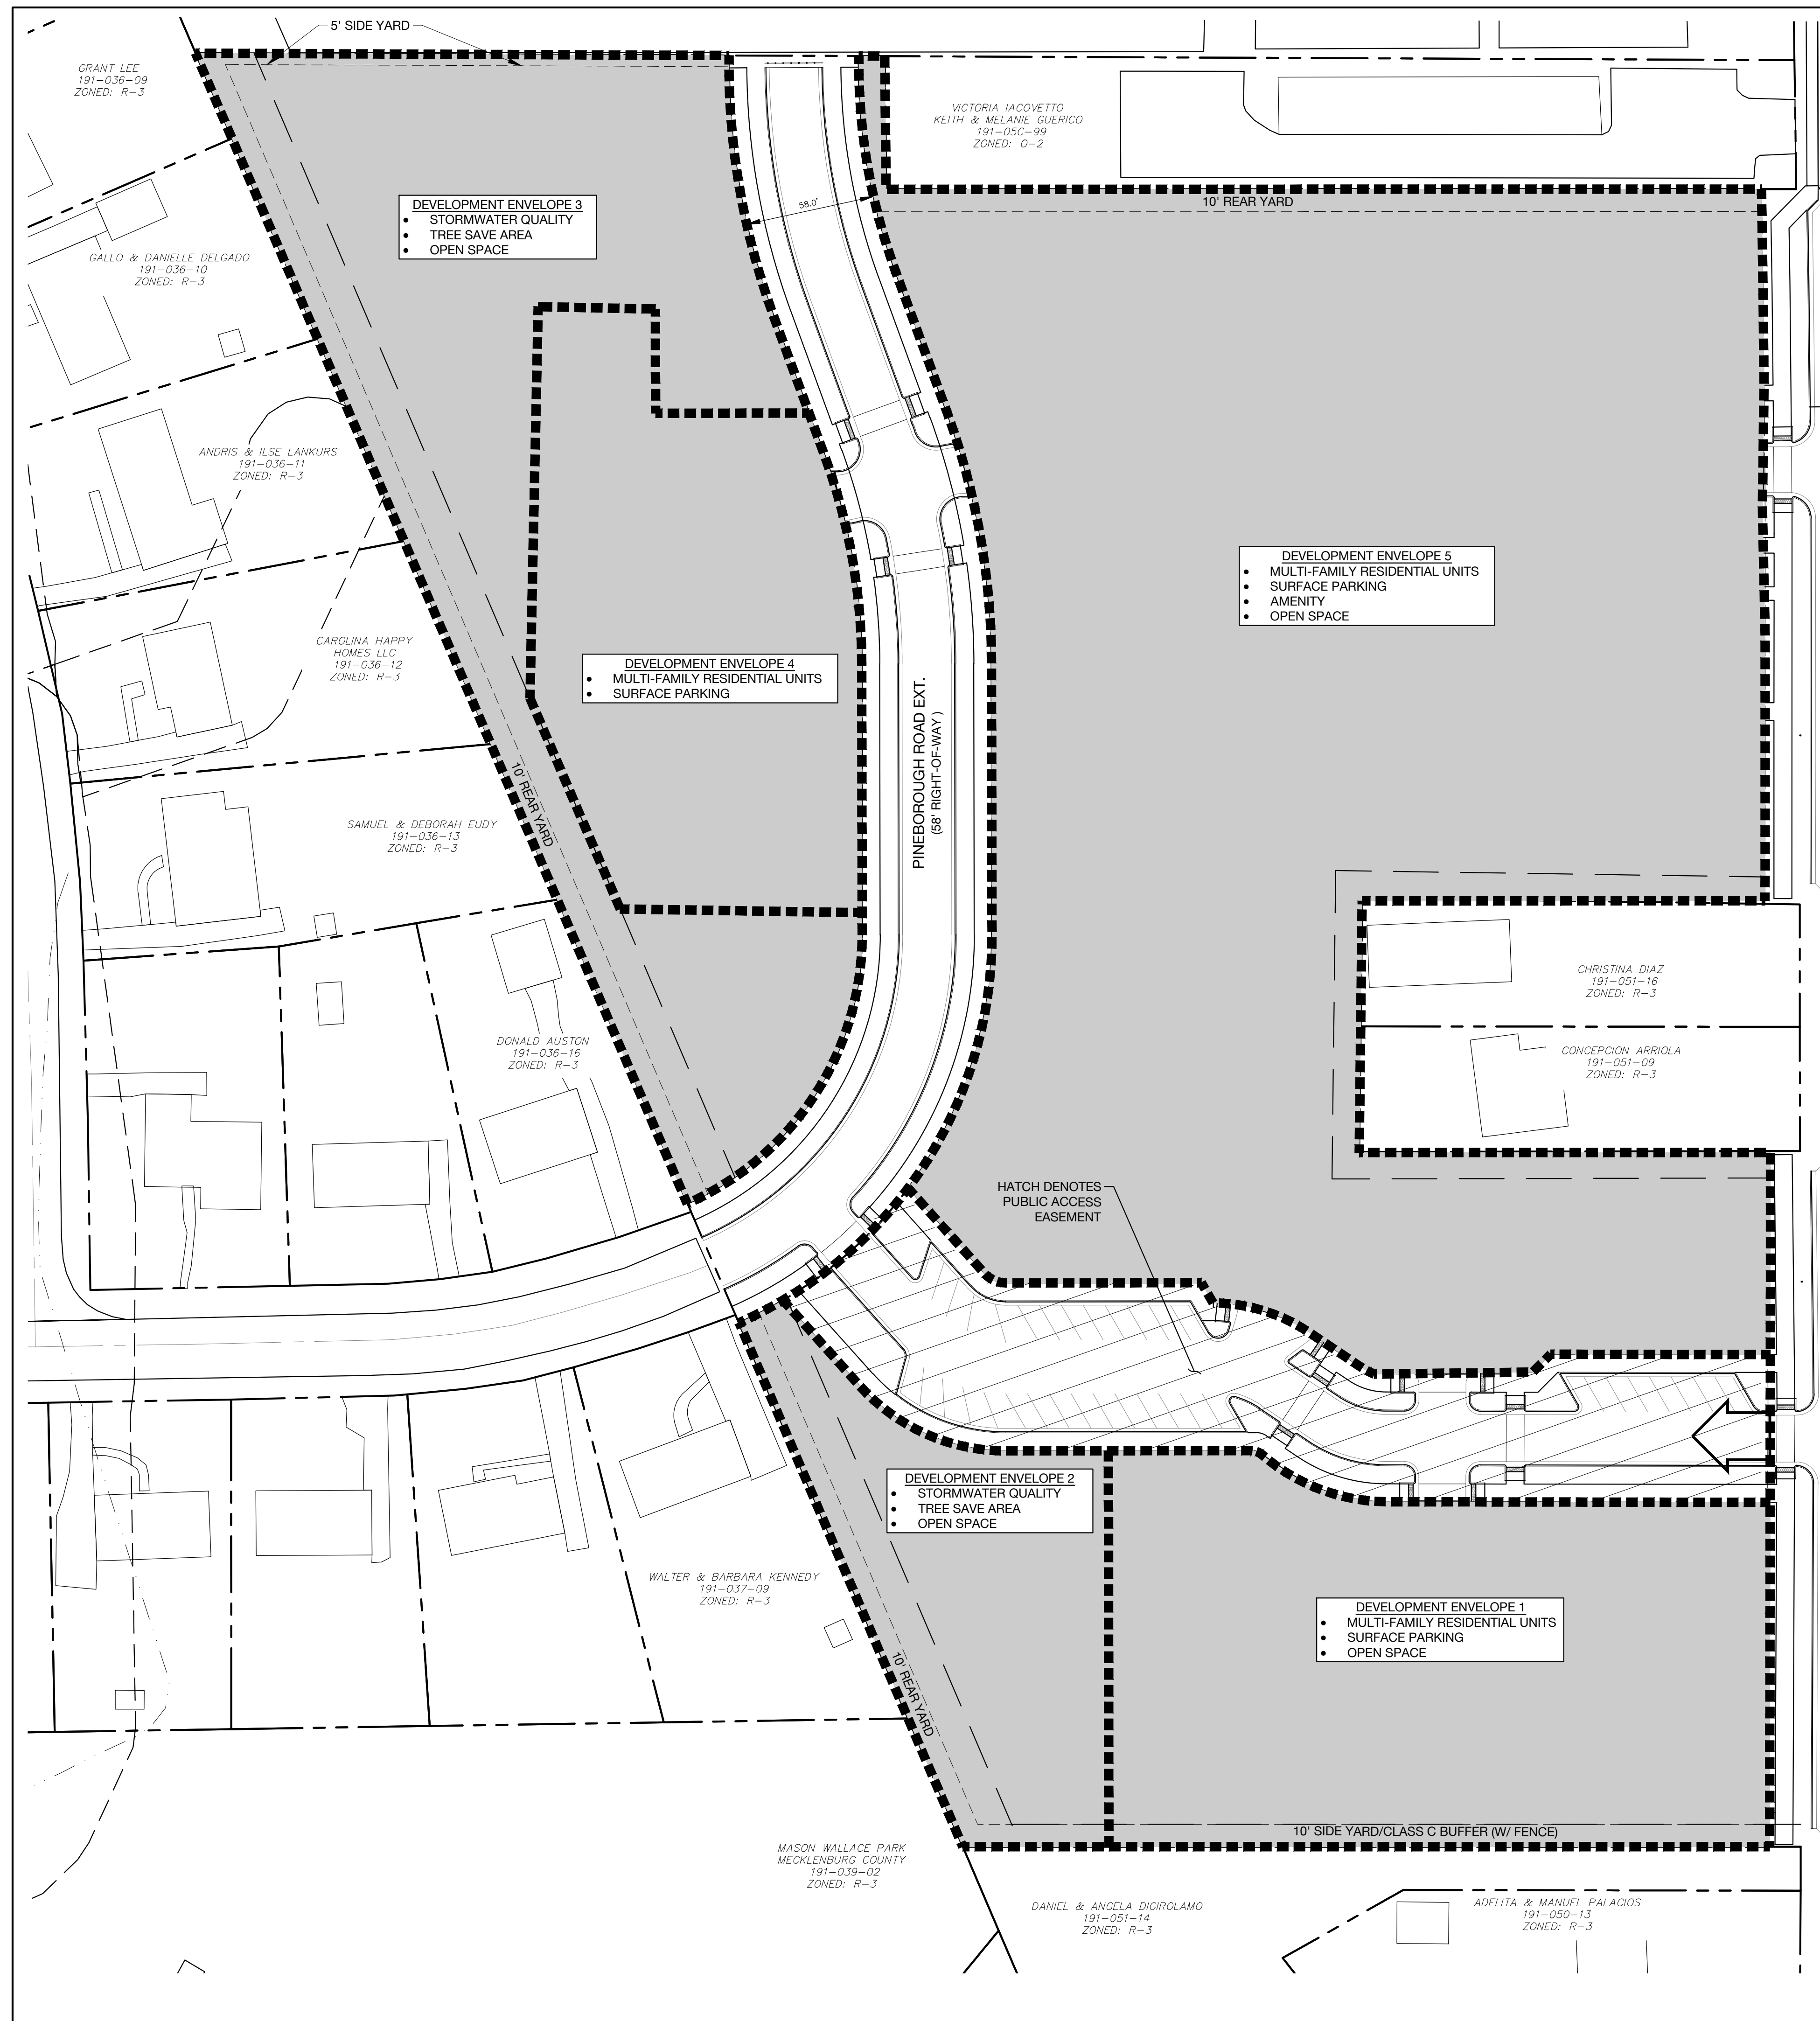 5' SIDE YARD
GRANT LEE
191-036-09
ZONED: R-3
VICTORIA IACOVETTO
KEITH & MELANIE GUERICO
191-05C-99
ZONED: O-2
10' REAR YARD
58.0'
DEVELOPMENT ENVELOPE 3
• STORMWATER QUALITY
• TREE SAVE AREA
• OPEN SPACE
GALLO & DANIELLE DELGADO
191-036-10
ZONED: R-3
ANDRIS & ILSE LANKURS
191-036-11
ZONED: R-3
DEVELOPMENT ENVELOPE 5
• MULTI-FAMILY RESIDENTIAL UNITS
• SURFACE PARKING
• AMENITY
• OPEN SPACE
CAROLINA HAPPY
HOMES LLC
191-036-12
ZONED: R-3
DEVELOPMENT ENVELOPE 4
• MULTI-FAMILY RESIDENTIAL UNITS
• SURFACE PARKING
PINEBOROUGH ROAD EXT.
(58' RIGHT-OF-WAY )
10' REAR YARD
SAMUEL & DEBORAH EUDY
191-036-13
ZONED: R-3
CHRISTINA DIAZ
191-051-16
ZONED: R-3
DONALD AUSTON
191-036-16
ZONED: R-3
CONCEPCION ARRIOLA
191-051-09
ZONED: R-3
HATCH DENOTES
PUBLIC ACCESS
EASEMENT
DEVELOPMENT ENVELOPE 2
• STORMWATER QUALITY
• TREE SAVE AREA
• OPEN SPACE
WALTER & BARBARA KENNEDY
191-037-09
ZONED: R-3
DEVELOPMENT ENVELOPE 1
• MULTI-FAMILY RESIDENTIAL UNITS
• SURFACE PARKING
• OPEN SPACE
10' REAR YARD
10' SIDE YARD/CLASS C BUFFER (W/ FENCE)
MASON WALLACE PARK
MECKLENBURG COUNTY
191-039-02
ZONED: R-3
DANIEL & ANGELA DIGIROLAMO
191-051-14
ZONED: R-3
ADELITA & MANUEL PALACIOS
191-050-13
ZONED: R-3